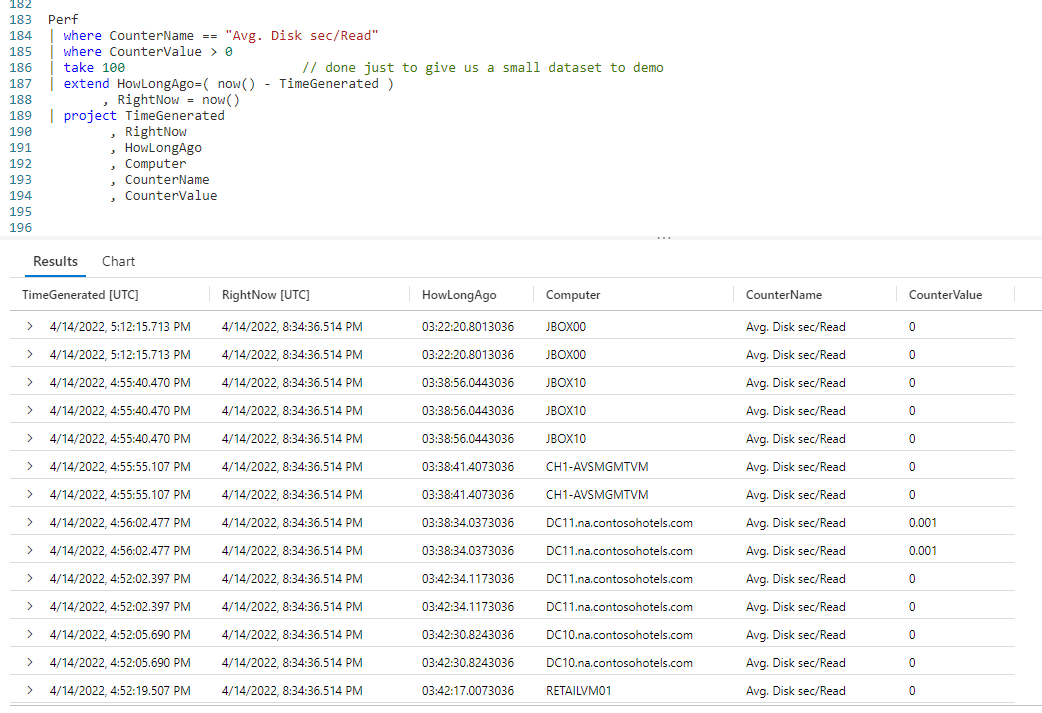 182
183 Perf
184 | where CounterName == "Avg. Disk sec/Read"
185 | where CounterValue > 0
186 | take 100 // done just to give us a small dataset to demo
187 | extend HowLongAgo=( now() - TimeGenerated )
188 , RightNow = now()
189 | project TimeGenerated
190 , RightNow
191 , HowLongAgo
192 , Computer
193 , CounterName
194 , CounterValue
195
196
...
Results Chart
TimeGenerated [UTC] RightNow [UTC] HowLongAgo Computer CounterName CounterValue
> 4/14/2022, 5:12:15.713 PM 4/14/2022, 8:34:36.514 PM 03:22:20.8013036 JBOX00 Avg. Disk sec/Read 0
> 4/14/2022, 5:12:15.713 PM 4/14/2022, 8:34:36.514 PM 03:22:20.8013036 JBOX00 Avg. Disk sec/Read 0
> 4/14/2022, 4:55:40.470 PM 4/14/2022, 8:34:36.514 PM 03:38:56.0443036 JBOX10 Avg. Disk sec/Read 0
> 4/14/2022, 4:55:40.470 PM 4/14/2022, 8:34:36.514 PM 03:38:56.0443036 JBOX10 Avg. Disk sec/Read 0
> 4/14/2022, 4:55:40.470 PM 4/14/2022, 8:34:36.514 PM 03:38:56.0443036 JBOX10 Avg. Disk sec/Read 0
> 4/14/2022, 4:55:55.107 PM 4/14/2022, 8:34:36.514 PM 03:38:41.4073036 CH1-AVSMGMTVM Avg. Disk sec/Read 0
> 4/14/2022, 4:55:55.107 PM 4/14/2022, 8:34:36.514 PM 03:38:41.4073036 CH1-AVSMGMTVM Avg. Disk sec/Read 0
> 4/14/2022, 4:56:02.477 PM 4/14/2022, 8:34:36.514 PM 03:38:34.0373036 DC11.na.contosohotels.com Avg. Disk sec/Read 0.001
> 4/14/2022, 4:56:02.477 PM 4/14/2022, 8:34:36.514 PM 03:38:34.0373036 DC11.na.contosohotels.com Avg. Disk sec/Read 0.001
> 4/14/2022, 4:52:02.397 PM 4/14/2022, 8:34:36.514 PM 03:42:34.1173036 DC11.na.contosohotels.com Avg. Disk sec/Read 0
> 4/14/2022, 4:52:02.397 PM 4/14/2022, 8:34:36.514 PM 03:42:34.1173036 DC11.na.contosohotels.com Avg. Disk sec/Read 0
> 4/14/2022, 4:52:05.690 PM 4/14/2022, 8:34:36.514 PM 03:42:30.8243036 DC10.na.contosohotels.com Avg. Disk sec/Read 0
> 4/14/2022, 4:52:05.690 PM 4/14/2022, 8:34:36.514 PM 03:42:30.8243036 DC10.na.contosohotels.com Avg. Disk sec/Read 0
> 4/14/2022, 4:52:19.507 PM 4/14/2022, 8:34:36.514 PM 03:42:17.0073036 RETAILVM01 Avg. Disk sec/Read 0